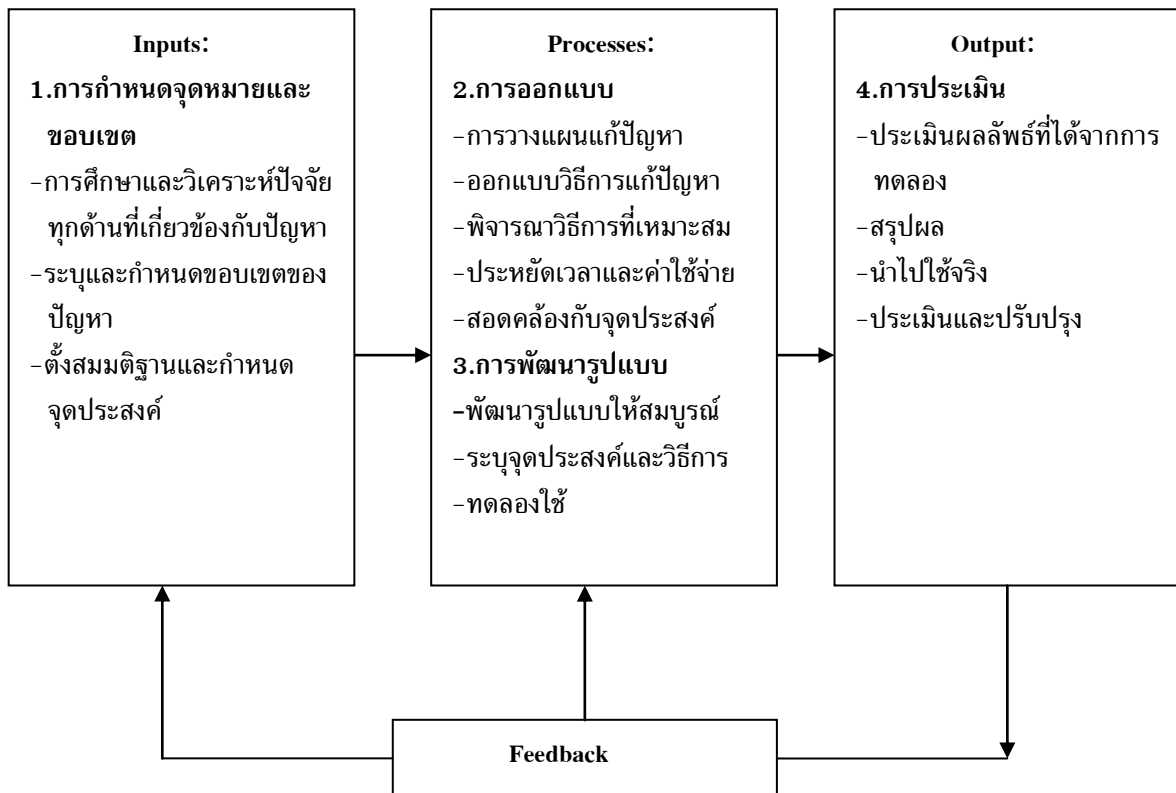 Inputs:
1.การกำหนดจุดหมายและ
ขอบเขต
-การศึกษาและวิเคราะห์ปัจจัย
ทุกด้านที่เกี่ยวข้องกับปัญหา
-ระบุและกำหนดขอบเขตของ
ปัญหา
-ตั้งสมมติฐานและกำหนด
จุดประสงค์
Processes:
2.การออกแบบ
-การวางแผนแก้ปัญหา
-ออกแบบวิธีการแก้ปัญหา
-พิจารณาวิธีการที่เหมาะสม
-ประหยัดเวลาและค่าใช้จ่าย
-สอดคล้องกับจุดประสงค์
3.การพัฒนารูปแบบ
-พัฒนารูปแบบให้สมบูรณ์
-ระบุจุดประสงค์และวิธีการ
-ทดลองใช้
Output:
4.การประเมิน
-ประเมินผลลัพธ์ที่ได้จากการ
ทดลอง
-สรุปผล
-นำไปใช้จริง
-ประเมินและปรับปรุง
Feedback